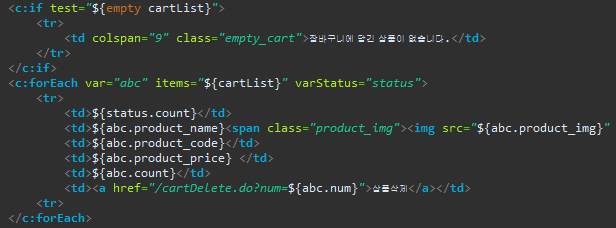 <c:if test="${empty cartList}">
<tr>
<td colspan="9" class="empty_cart">장바구니에 담긴 상품이 없습니다.</td>
</tr>
</c:if>
<c:forEach var="abc" items="${cartList}" varStatus="status">
<tr>
<td>${status.count}</td>
<td>${abc.product_name}<span class="product_img"><img src="${abc.product_img}"
<td>${abc.product_code}</td>
<td>${abc.product_price} </td>
<td>${abc.count}</td>
<td><a href="/cartDelete.do?num=${abc.num}">상품삭제</a></td>
<tr>
</c:forEach>